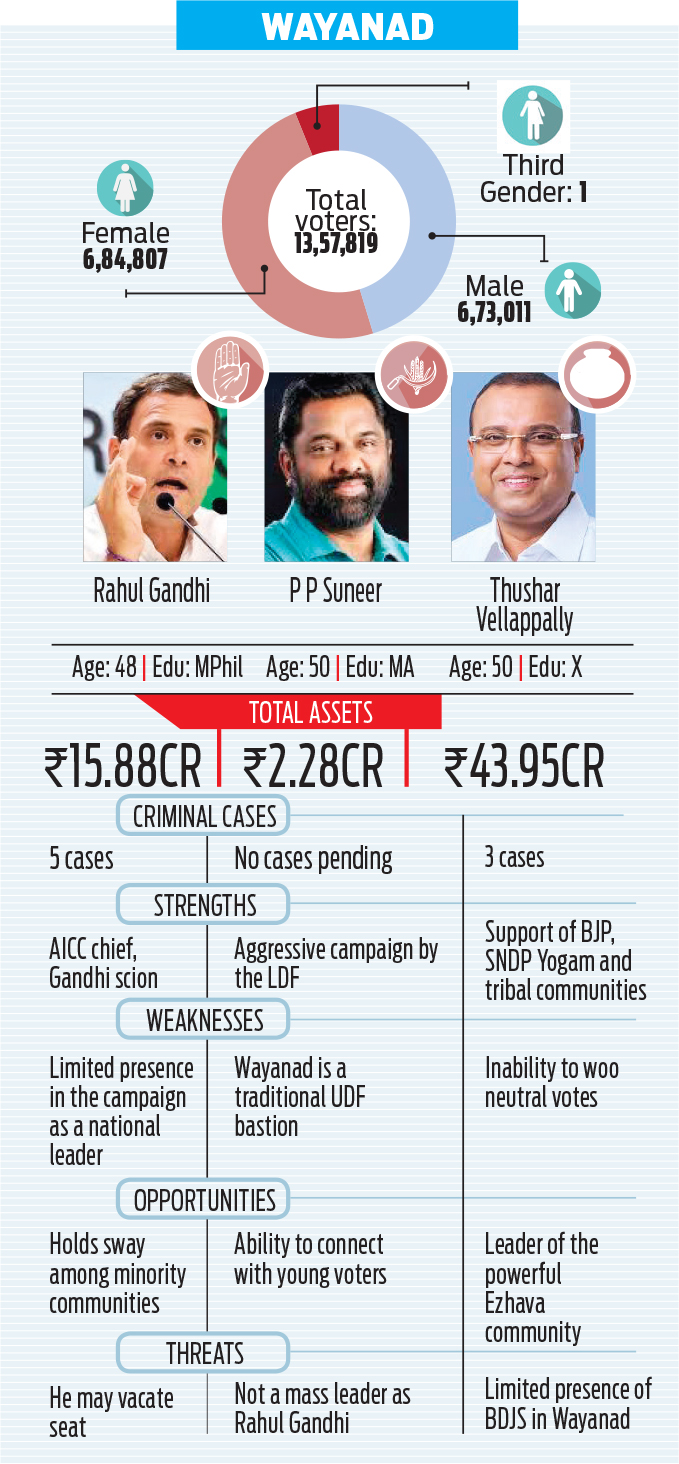 WAYANAD
Third
Gender: 1
Female
6,84,807
Total
voters:
13,57,819
Male
6,73,011
Rahul Gandhi
P P Suneer
Thushar
Vellappally
Age: 48 | Edu: MPhil
Age: 50 | Edu: MA
Age: 50 | Edu: X
TOTAL ASSETS
₹15.88CR
₹2.28CR
₹43.95CR
CRIMINAL CASES
5 cases
No cases pending
3 cases
STRENGTHS
AICC chief,
Gandhi scion
Aggressive campaign by
the LDF
Support of BJP,
SNDP Yogam and
tribal communities
WEAKNESSES
Limited presence
in the campaign
as a national
leader
Wayanad is a
traditional UDF
bastion
Inability to woo
neutral votes
OPPORTUNITIES
Holds sway
among minority
communities
Ability to connect
with young voters
Leader of the
powerful
Ezhava
community
THREATS
He may vacate
seat
Not a mass leader as
Rahul Gandhi
Limited presence of
BDJS in Wayanad